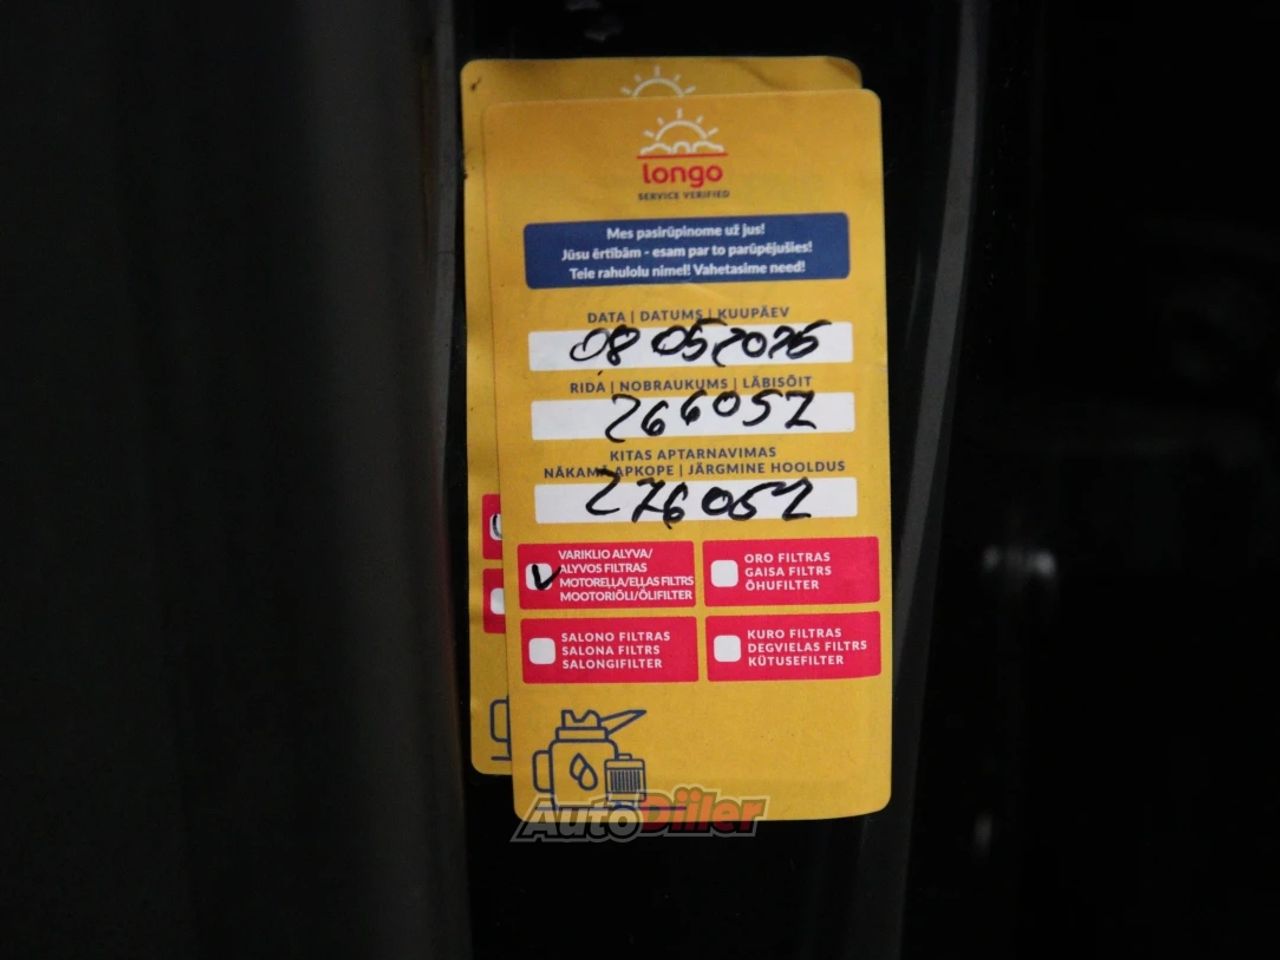 longo
SERVICE VERIFIED
Mes pasirūpinome už jus!
Jūsu ērtībām - esam par to parūpējušies!
Teie rahulolu nimel! Vahetasime need!
DATA | DATUMS | KUUPÄEV
08 05 2025
RIDA | NOBRAUKUMS | LÄBISÕIT
266052
KITAS APTARNAVIMAS
NĀKAMĀ APKOPE | JÄRGMINE HOOLDUS
276052
VARIKLIO ALYVA/
ALYVOS FILTRAS
MOTOREĻĻA/EĻĻAS FILTRS
MOOTORIÕLI/ÕLIFILTER
ORO FILTRAS
GAISA FILTRS
ÕHUFILTER
SALONO FILTRAS
SALONA FILTRS
SALONGIFILTER
KURO FILTRAS
DEGVIELAS FILTRS
KÜTUSEFILTER
AutoDiiler